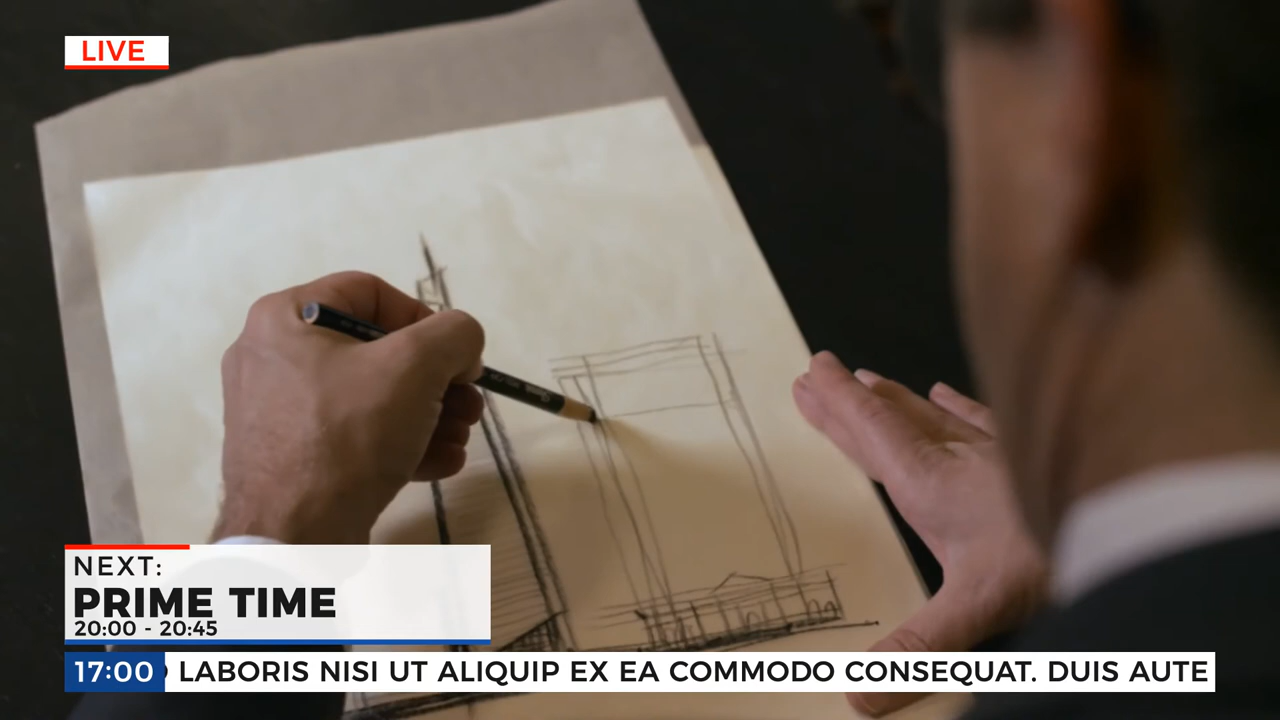 LIVE
NEXT:
PRIME TIME
20:00 - 20:45
17:00 LABORIS NISI UT ALIQUIP EX EA COMMODO CONSEQUAT. DUIS AUTE